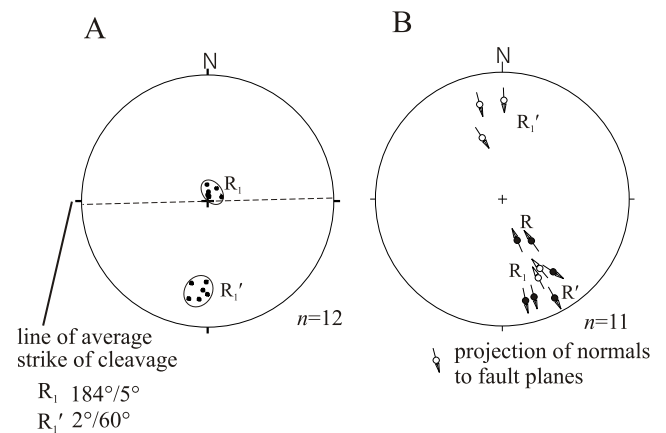 A
N
R₁
R₁′
n=12
line of average
strike of cleavage
R₁ 184°/5°
R₁′ 2°/60°
B
N
R₁′
R
R₁
R′
n=11
projection of normals
to fault planes